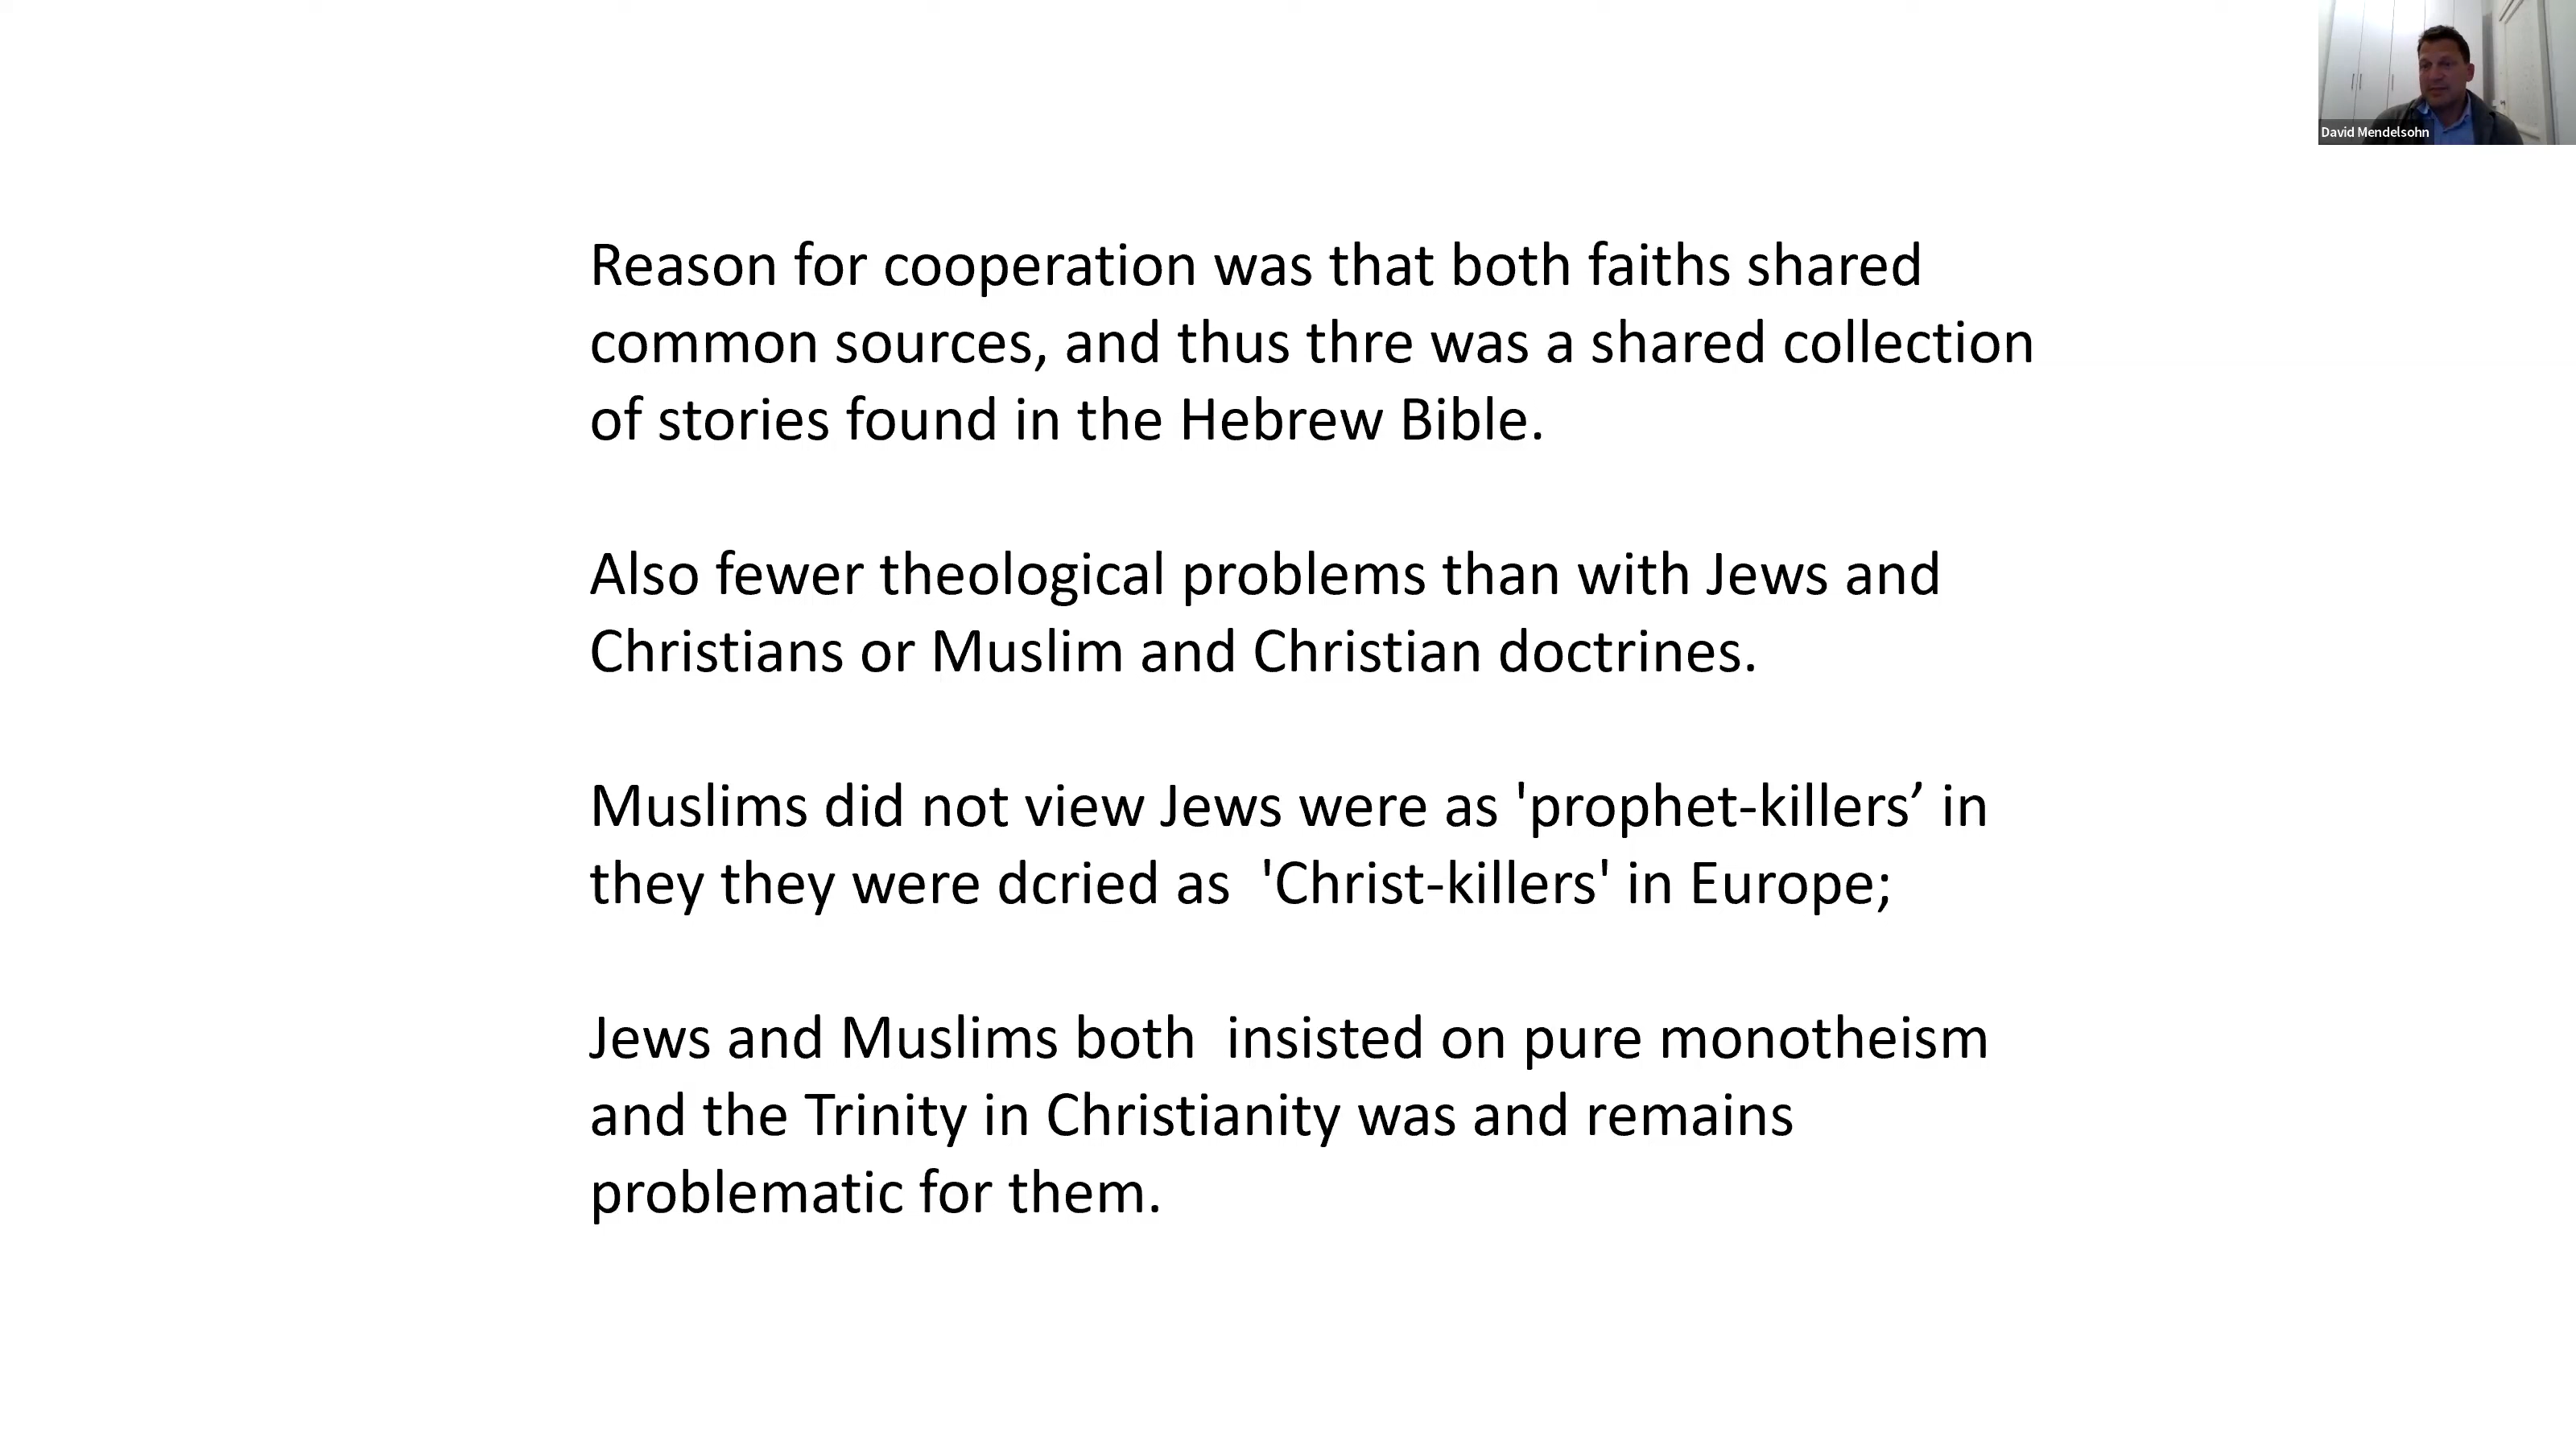 David Mendelsohn
Reason for cooperation was that both faiths shared
common sources, and thus thre was a shared collection
of stories found in the Hebrew Bible.
Also fewer theological problems than with Jews and
Christians or Muslim and Christian doctrines.
Muslims did not view Jews were as 'prophet-killers’ in
they they were dcried as  'Christ-killers' in Europe;
Jews and Muslims both  insisted on pure monotheism
and the Trinity in Christianity was and remains
problematic for them.